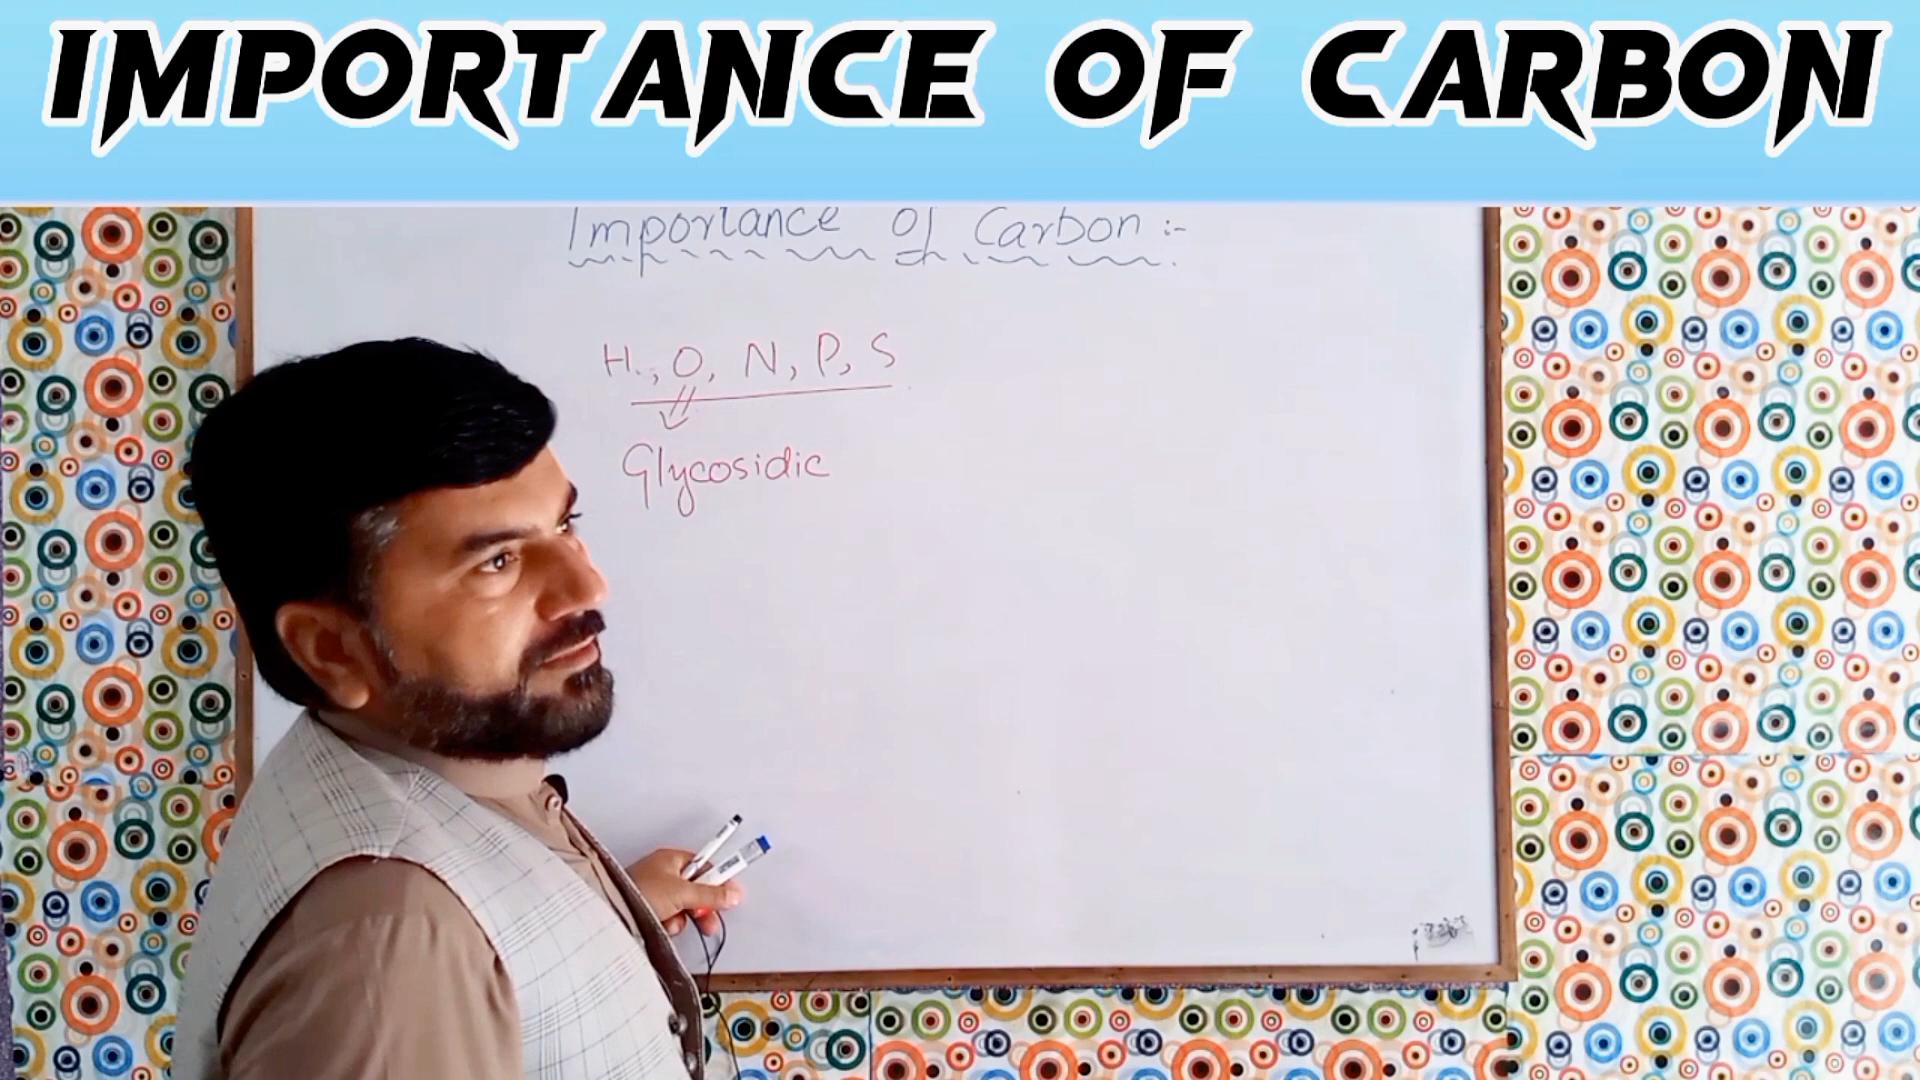 IMPORTANCE OF CARBON
Importance of Carbon :-
H, O, N, P, S
Glycosidic